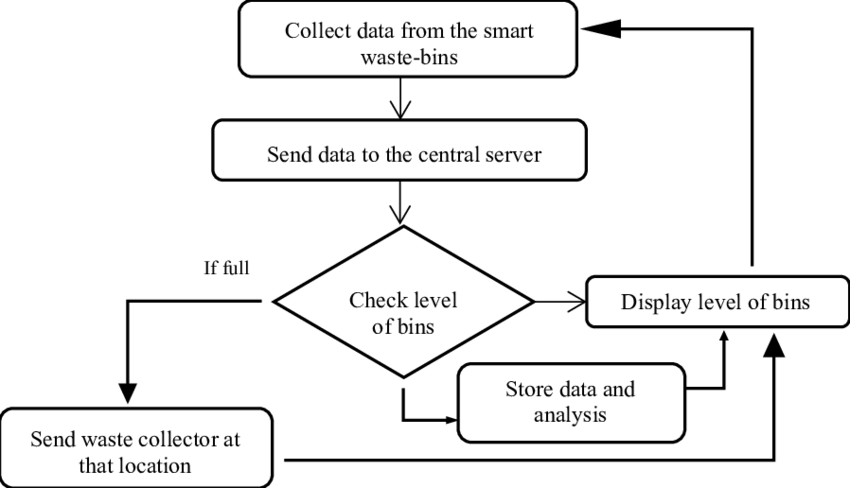 Collect data from the smart
waste-bins
Send data to the central server
If full
Check level
of bins
Display level of bins
Store data and
analysis
Send waste collector at
that location